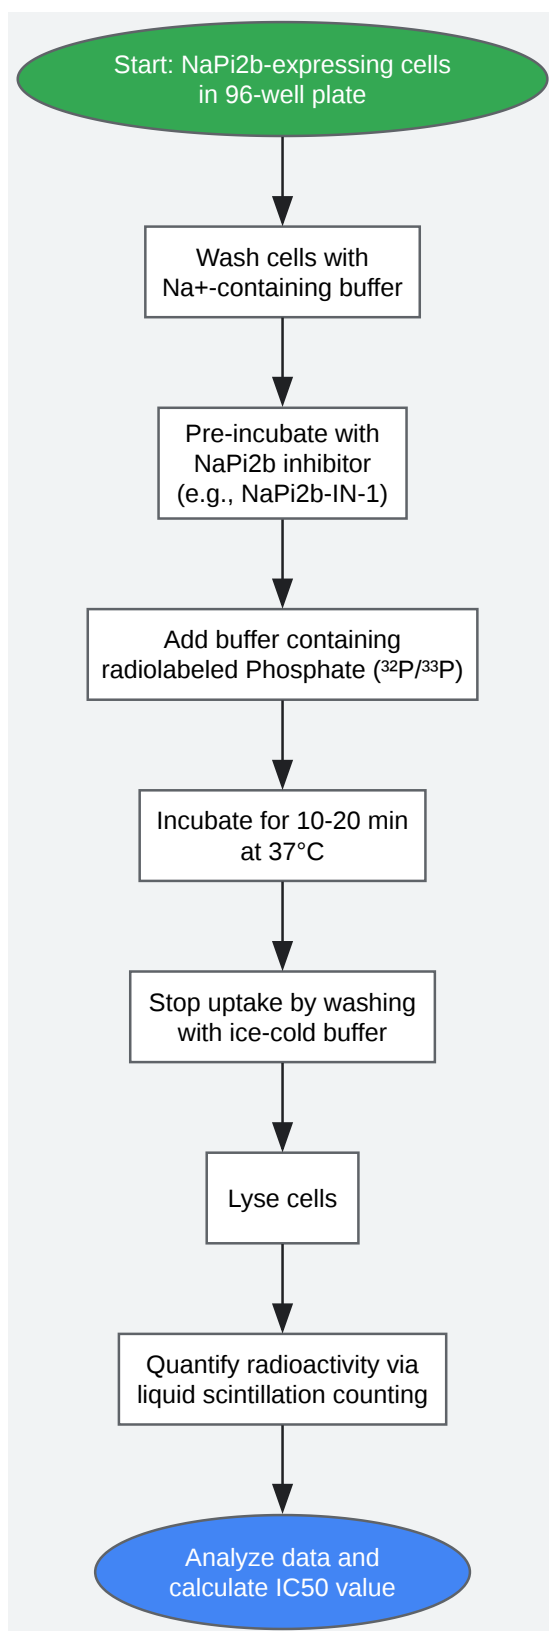 Start: NaPi2b-expressing cells
in 96-well plate
Wash cells with
Na+-containing buffer
Pre-incubate with
NaPi2b inhibitor
(e.g., NaPi2b-IN-1)
Add buffer containing
radiolabeled Phosphate (³²P/³³P)
Incubate for 10-20 min
at 37°C
Stop uptake by washing
with ice-cold buffer
Lyse cells
Quantify radioactivity via
liquid scintillation counting
Analyze data and
calculate IC50 value